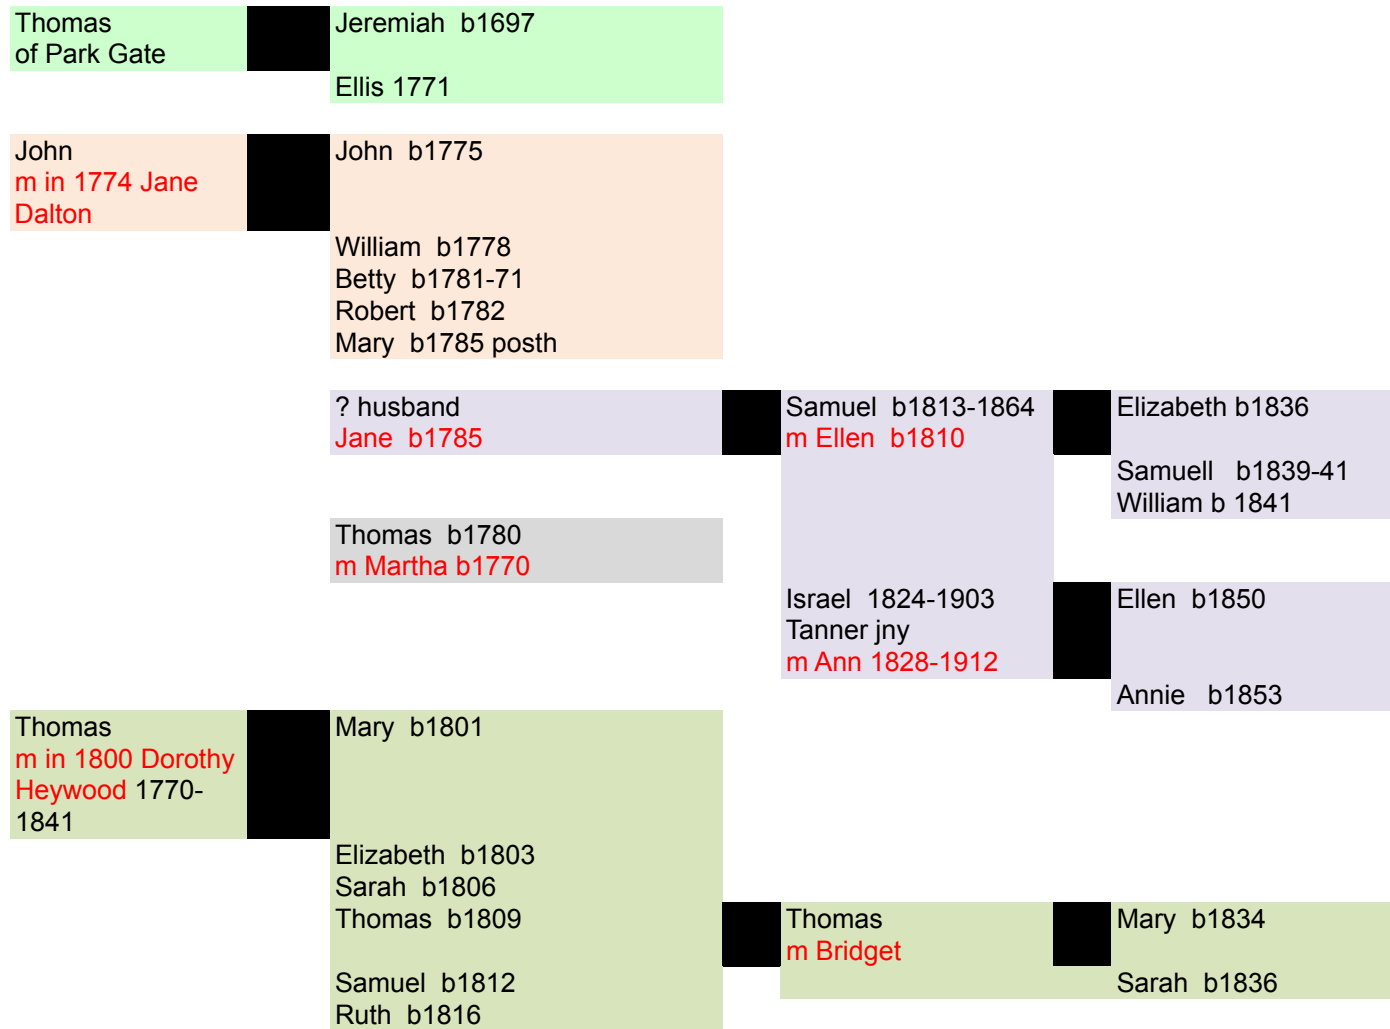 Thomas
of Park Gate
Jeremiah b1697
Ellis 1771
John
m in 1774 Jane
Dalton
John b1775
William b1778
Betty b1781-71
Robert b1782
Mary b1785 posth
? husband
Jane b1785
Samuel b1813-1864
m Ellen b1810
Elizabeth b1836
Samuell b1839-41
William b 1841
Thomas b1780
m Martha b1770
Israel 1824-1903
Tanner jny
m Ann 1828-1912
Ellen b1850
Annie b1853
Thomas
m in 1800 Dorothy
Heywood 1770-
1841
Mary b1801
Elizabeth b1803
Sarah b1806
Thomas b1809
Samuel b1812
Ruth b1816
Thomas
m Bridget
Mary b1834
Sarah b1836